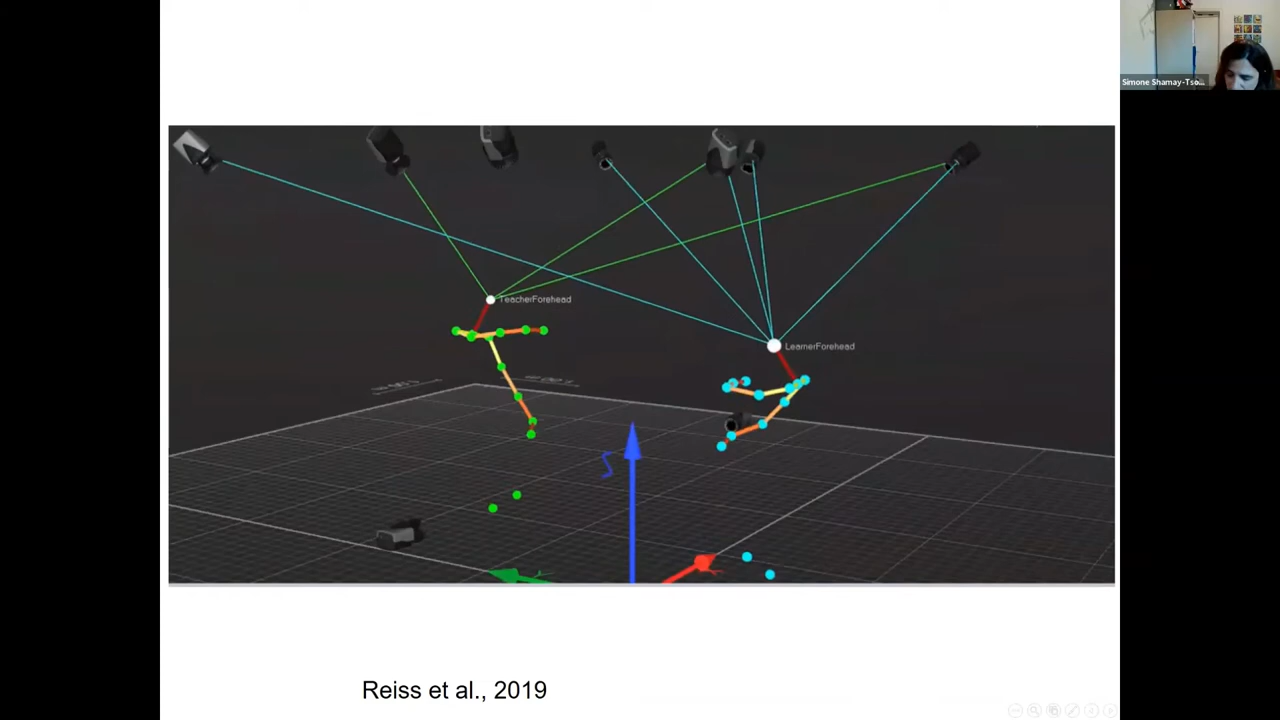 Simone Shamay-Tso...
TeacherForehead
LearnerForehead
Reiss et al., 2019